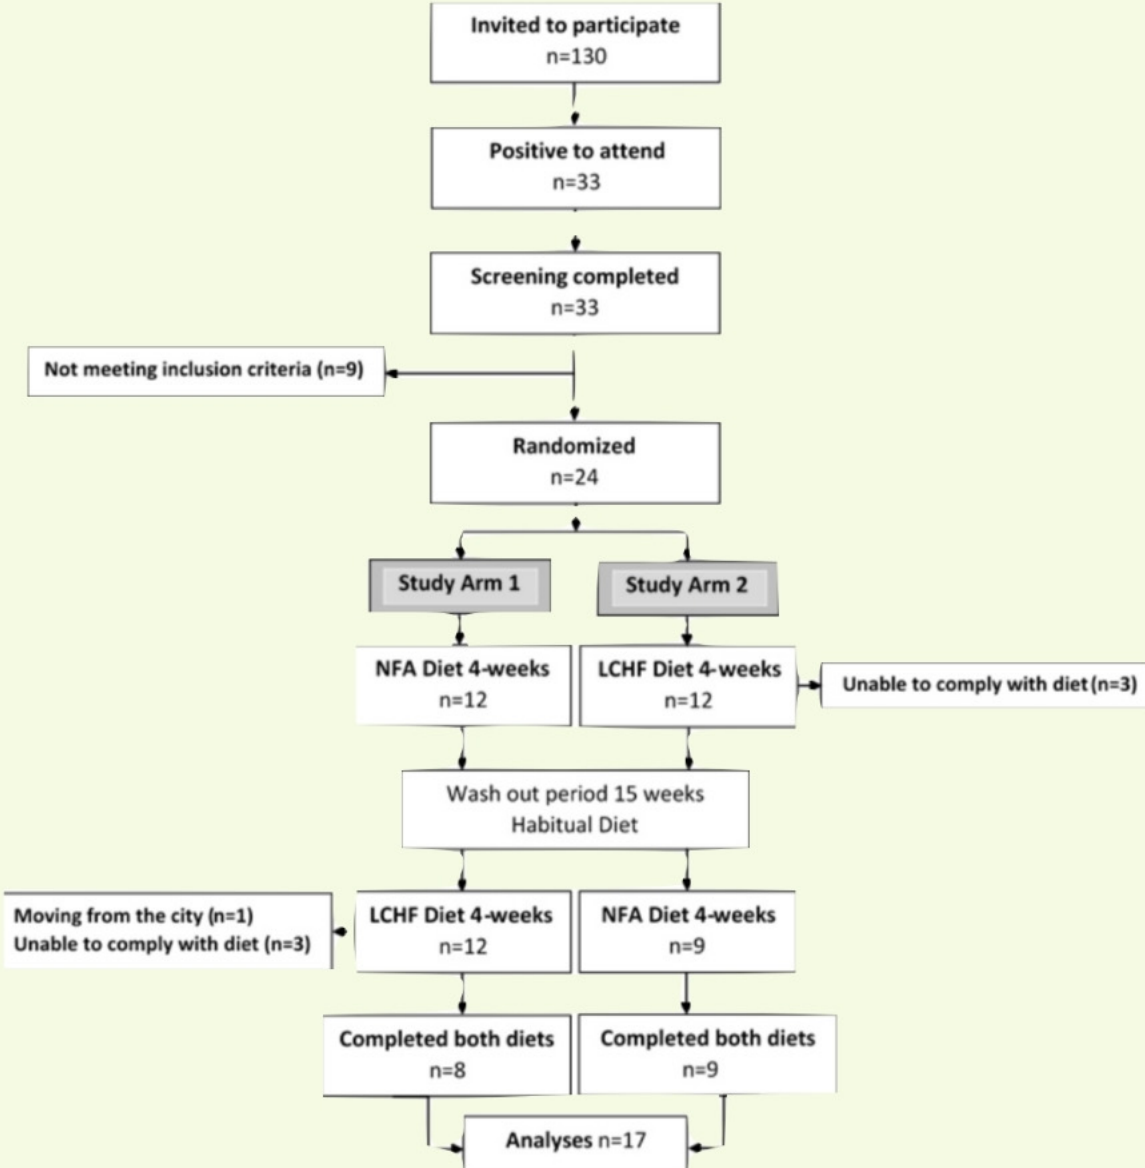 Invited to participate
n=130
Positive to attend
n=33
Screening completed
n=33
Not meeting inclusion criteria (n=9)
Randomized
n=24
Study Arm 1
Study Arm 2
NFA Diet 4-weeks
n=12
LCHF Diet 4-weeks
n=12
Unable to comply with diet (n=3)
Wash out period 15 weeks
Habitual Diet
Moving from the city (n=1)
Unable to comply with diet (n=3)
LCHF Diet 4-weeks
n=12
NFA Diet 4-weeks
n=9
Completed both diets
n=8
Completed both diets
n=9
Analyses n=17